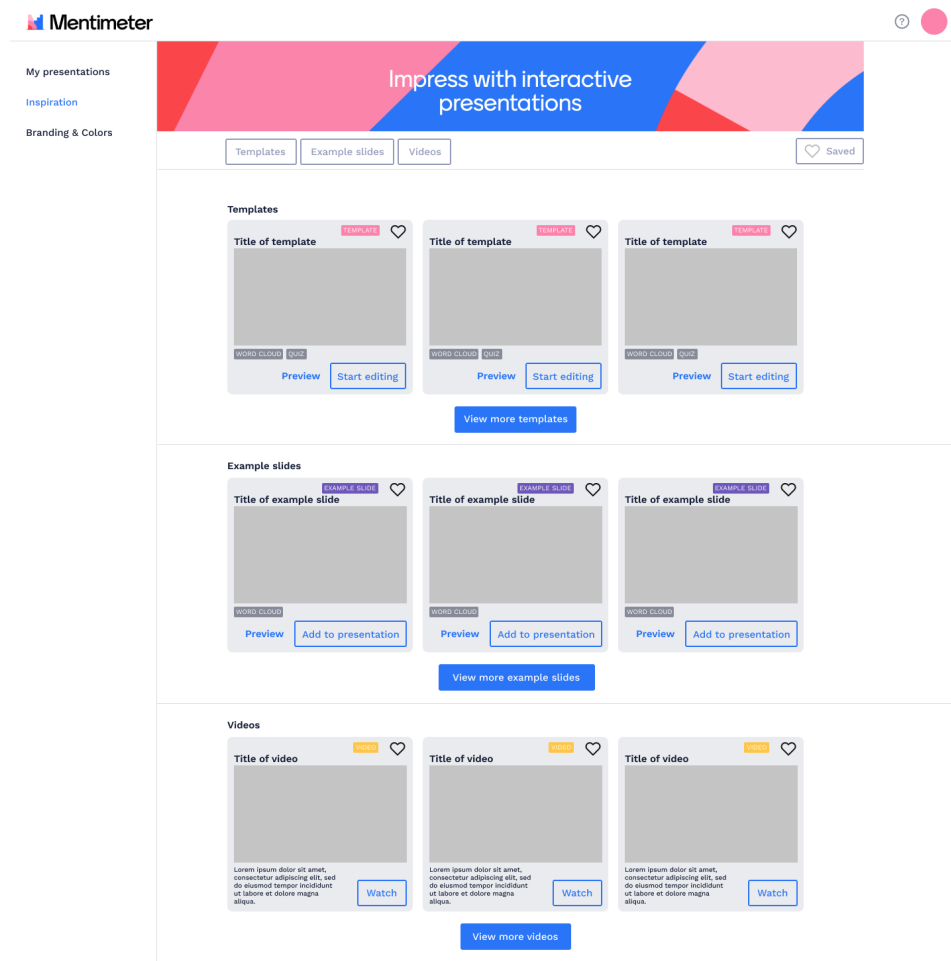 Mentimeter
?
My presentations
Inspiration
Branding & Colors
Impress with interactive
presentations
Templates
Example slides
Videos
Saved
Templates
TEMPLATE
Title of template
WORD CLOUD
QUIZ
Preview
Start editing
TEMPLATE
Title of template
WORD CLOUD
QUIZ
Preview
Start editing
TEMPLATE
Title of template
WORD CLOUD
QUIZ
Preview
Start editing
View more templates
Example slides
EXAMPLE SLIDE
Title of example slide
WORD CLOUD
Preview
Add to presentation
EXAMPLE SLIDE
Title of example slide
WORD CLOUD
Preview
Add to presentation
EXAMPLE SLIDE
Title of example slide
WORD CLOUD
Preview
Add to presentation
View more example slides
Videos
VIDEO
Title of video
Lorem ipsum dolor sit amet,
consectetur adipiscing elit, sed
do eiusmod tempor incididunt
ut labore et dolore magna
aliqua.
Watch
VIDEO
Title of video
Lorem ipsum dolor sit amet,
consectetur adipiscing elit, sed
do eiusmod tempor incididunt
ut labore et dolore magna
aliqua.
Watch
VIDEO
Title of video
Lorem ipsum dolor sit amet,
consectetur adipiscing elit, sed
do eiusmod tempor incididunt
ut labore et dolore magna
aliqua.
Watch
View more videos